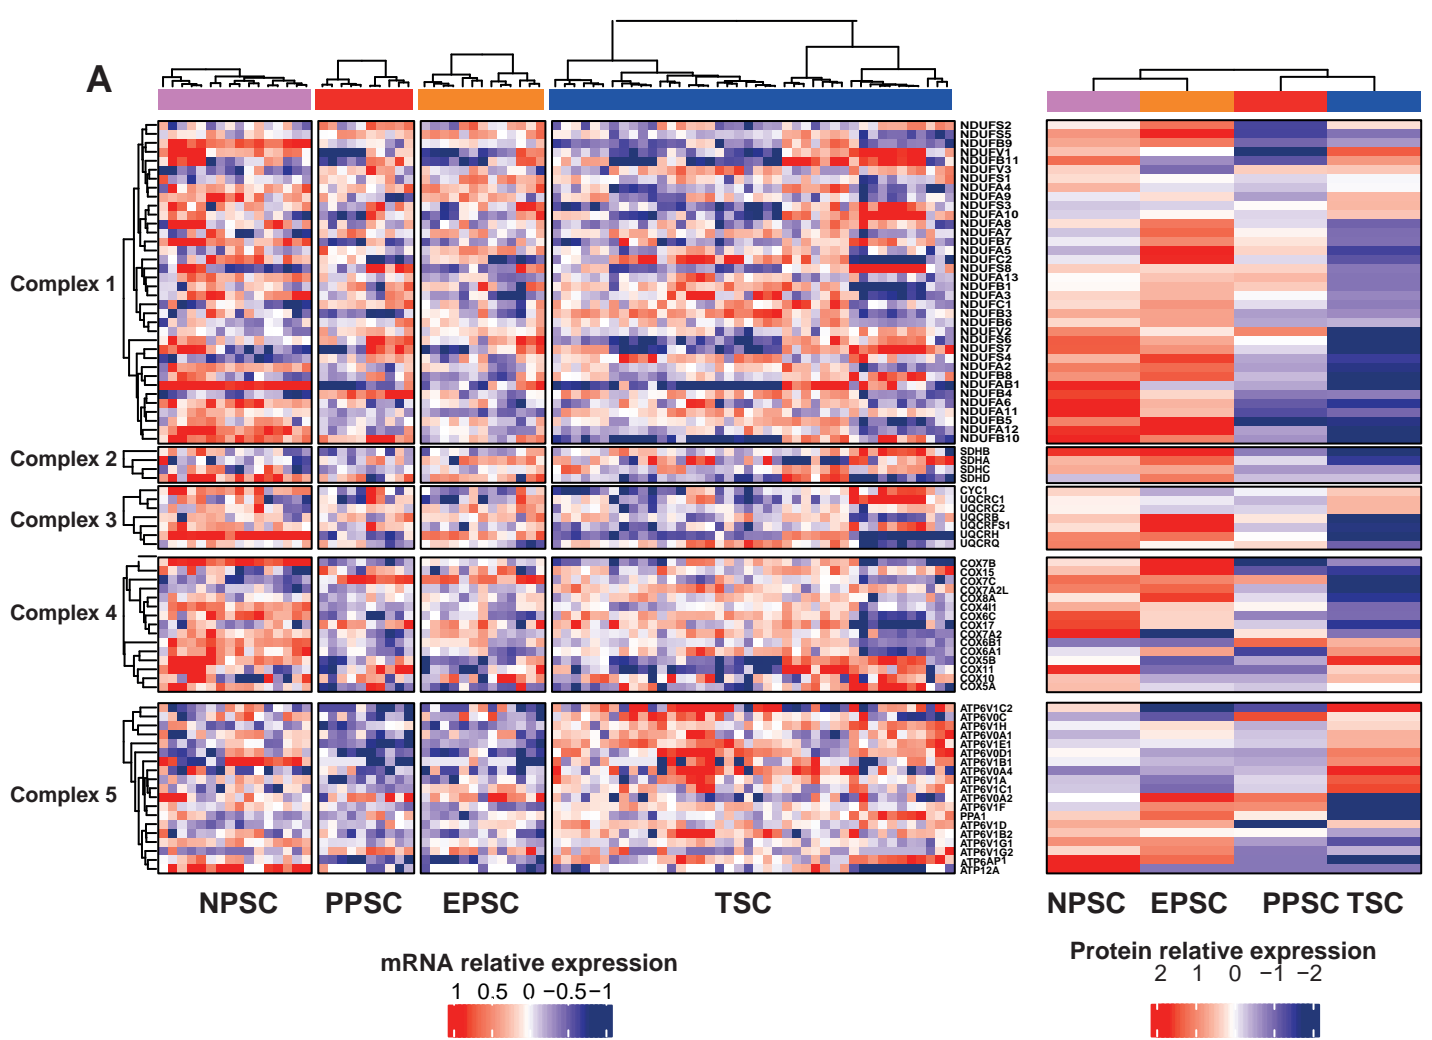 A
Complex 1
NDUFS2
NDUFS5
NDUFB9
NDUFV1
NDUFB11
NDUFV3
NDUFS1
NDUFA4
NDUFA9
NDUFS3
NDUFA10
NDUFA8
NDUFA7
NDUFB7
NDUFA5
NDUFC2
NDUFS8
NDUFA13
NDUFB1
NDUFA3
NDUFC1
NDUFB3
NDUFB6
NDUFV2
NDUFS6
NDUFS7
NDUFS4
NDUFA2
NDUFB8
NDUFAB1
NDUFB4
NDUFA6
NDUFA11
NDUFB5
NDUFA12
NDUFB10
Complex 2
SDHB
SDHA
SDHC
SDHD
Complex 3
CYC1
UQCRC1
UQCRC2
UQCRB
UQCRFS1
UQCRH
UQCRQ
Complex 4
COX7B
COX15
COX7C
COX7A2L
COX8A
COX4I1
COX6C
COX17
COX7A2
COX6B1
COX6A1
COX5B
COX11
COX10
COX5A
Complex 5
ATP6V1C2
ATP6V0C
ATP6V1H
ATP6V0A1
ATP6V1E1
ATP6V0D1
ATP6V1B1
ATP6V0A4
ATP6V1A
ATP6V1C1
ATP6V0A2
ATP6V1F
PPA1
ATP6V1D
ATP6V1B2
ATP6V1G1
ATP6V1G2
ATP6AP1
ATP12A
NPSC PPSC EPSC TSC
NPSC EPSC PPSC TSC
mRNA relative expression
1 0.5 0 −0.5 −1
Protein relative expression
2 1 0 −1 −2